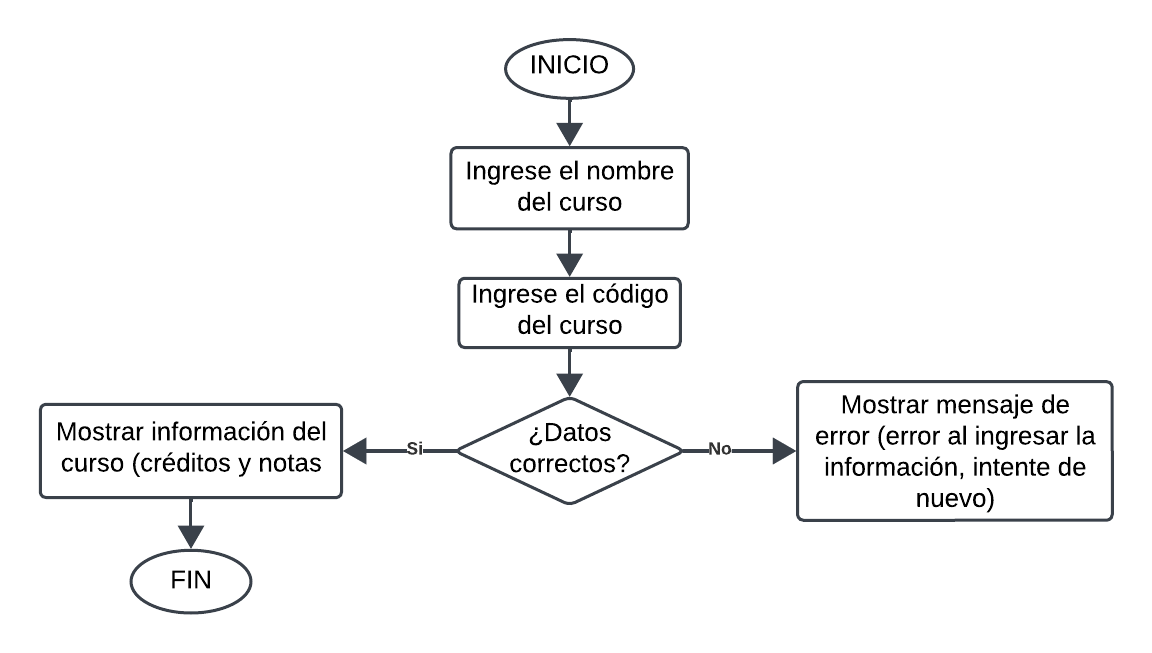 INICIO
Ingrese el nombre
del curso
Ingrese el código
del curso
¿Datos
correctos?
Si
No
Mostrar información del
curso (créditos y notas
Mostrar mensaje de
error (error al ingresar la
información, intente de
nuevo)
FIN